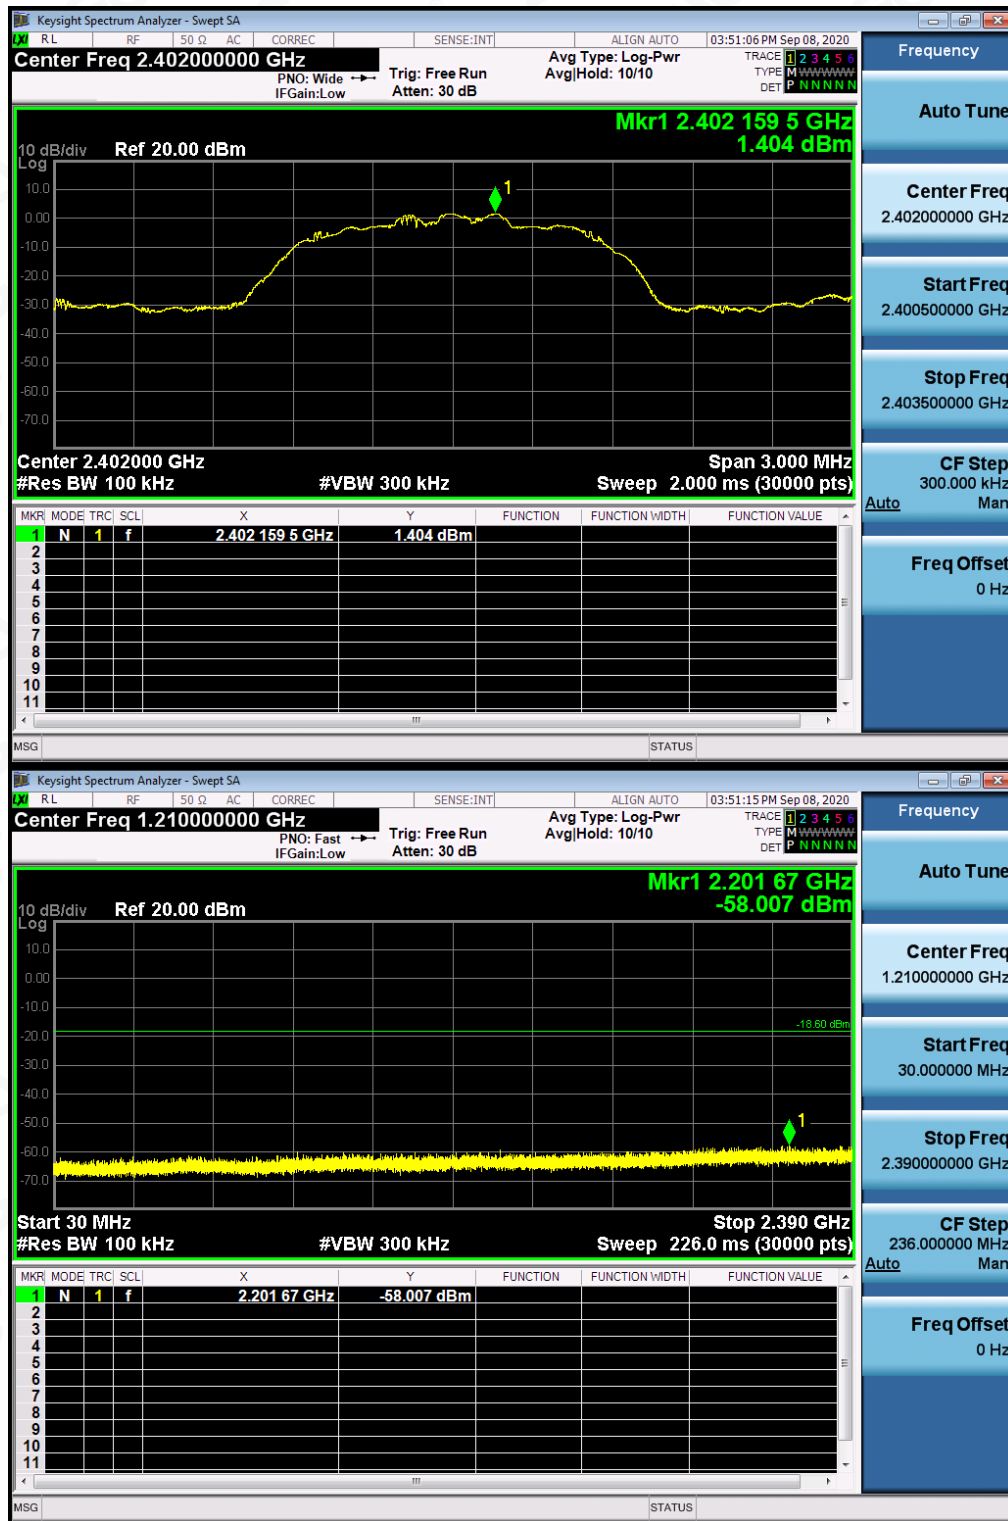 Keysight Spectrum Analyzer - Swept SA
LXI RL RF 50 Ω AC CORREC SENSE:INT ALIGN AUTO 03:51:06 PM Sep 08, 2020
Center Freq 2.402000000 GHz Avg Type: Log-Pwr TRACE 1 2 3 4 5 6
PNO: Wide Trig: Free Run Avg|Hold: 10/10 TYPE M WWWWW
IFGain:Low Atten: 30 dB DET P N N N N N
Frequency
Auto Tune
Center Freq
2.402000000 GHz
Start Freq
2.400500000 GHz
Stop Freq
2.403500000 GHz
CF Step
300.000 kHz
Auto Man
Freq Offset
0 Hz
Mkr1 2.402 159 5 GHz
10 dB/div Ref 20.00 dBm 1.404 dBm
Log
10.0
0.00
-10.0
-20.0
-30.0
-40.0
-50.0
-60.0
-70.0
1
Center 2.402000 GHz Span 3.000 MHz
#Res BW 100 kHz #VBW 300 kHz Sweep 2.000 ms (30000 pts)
MKR MODE TRC SCL X Y FUNCTION FUNCTION WIDTH FUNCTION VALUE
1 N 1 f 2.402 159 5 GHz 1.404 dBm
2
3
4
5
6
7
8
9
10
11
MSG STATUS
Keysight Spectrum Analyzer - Swept SA
LXI RL RF 50 Ω AC CORREC SENSE:INT ALIGN AUTO 03:51:15 PM Sep 08, 2020
Center Freq 1.210000000 GHz Avg Type: Log-Pwr TRACE 1 2 3 4 5 6
PNO: Fast Trig: Free Run Avg|Hold: 10/10 TYPE M WWWWW
IFGain:Low Atten: 30 dB DET P N N N N N
Frequency
Auto Tune
Center Freq
1.210000000 GHz
Start Freq
30.000000 MHz
Stop Freq
2.390000000 GHz
CF Step
236.000000 MHz
Auto Man
Freq Offset
0 Hz
Mkr1 2.201 67 GHz
10 dB/div Ref 20.00 dBm -58.007 dBm
Log
10.0
0.00
-10.0
-20.0
-30.0
-40.0
-50.0
-60.0
-70.0
-18.60 dBm
1
Start 30 MHz Stop 2.390 GHz
#Res BW 100 kHz #VBW 300 kHz Sweep 226.0 ms (30000 pts)
MKR MODE TRC SCL X Y FUNCTION FUNCTION WIDTH FUNCTION VALUE
1 N 1 f 2.201 67 GHz -58.007 dBm
2
3
4
5
6
7
8
9
10
11
MSG STATUS